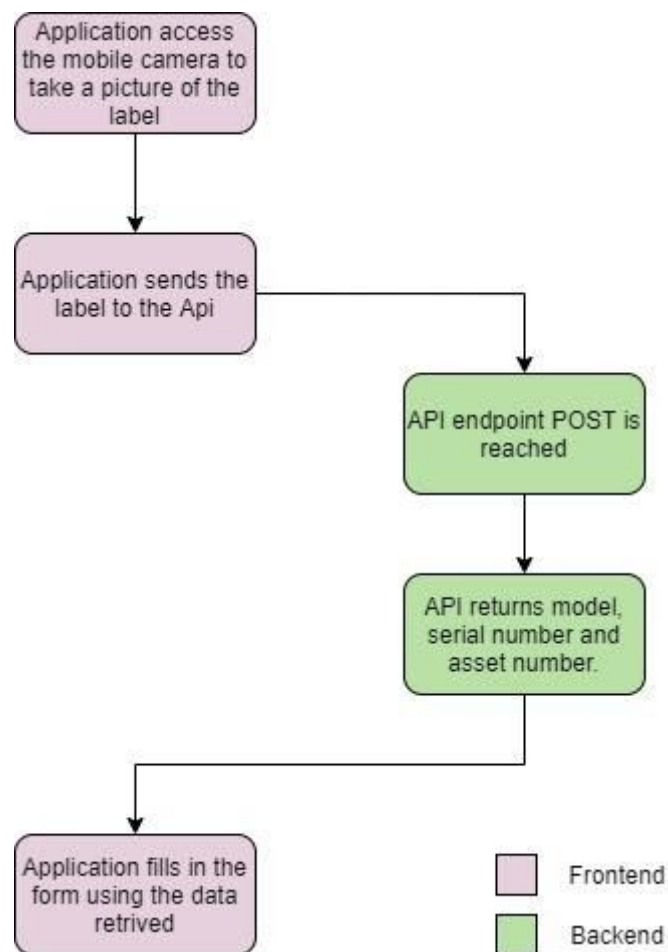 Application access
the mobile camera to
take a picture of the
label
Application sends the
label to the Api
API endpoint POST is
reached
API returns model,
serial number and
asset number.
Application fills in the
form using the data
retrived
Frontend
Backend